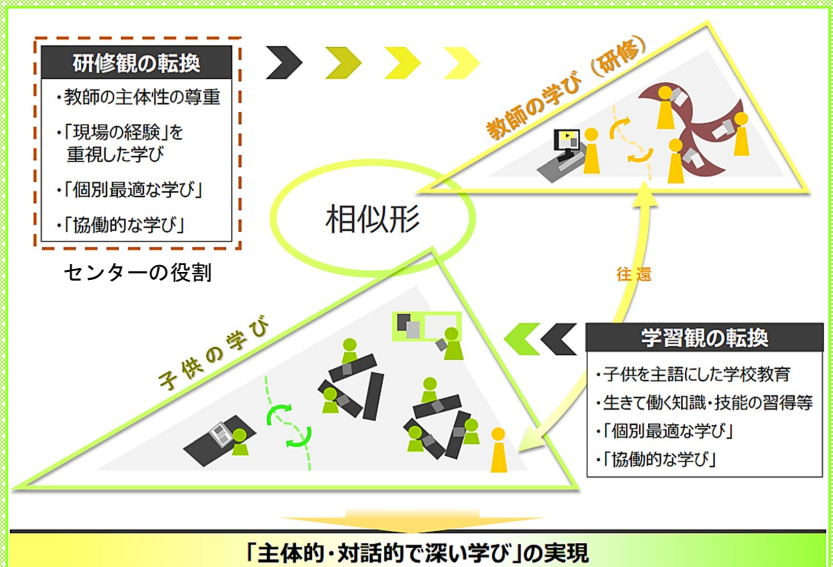 研修観の転換
・教師の主体性の尊重
・「現場の経験」を
重視した学び
・「個別最適な学び」
・「協働的な学び」
センターの役割
教師の学び（研修）
相似形
往還
子供の学び
学習観の転換
・子供を主語にした学校教育
・生きて働く知識・技能の習得等
・「個別最適な学び」
・「協働的な学び」
「主体的・対話的で深い学び」の実現